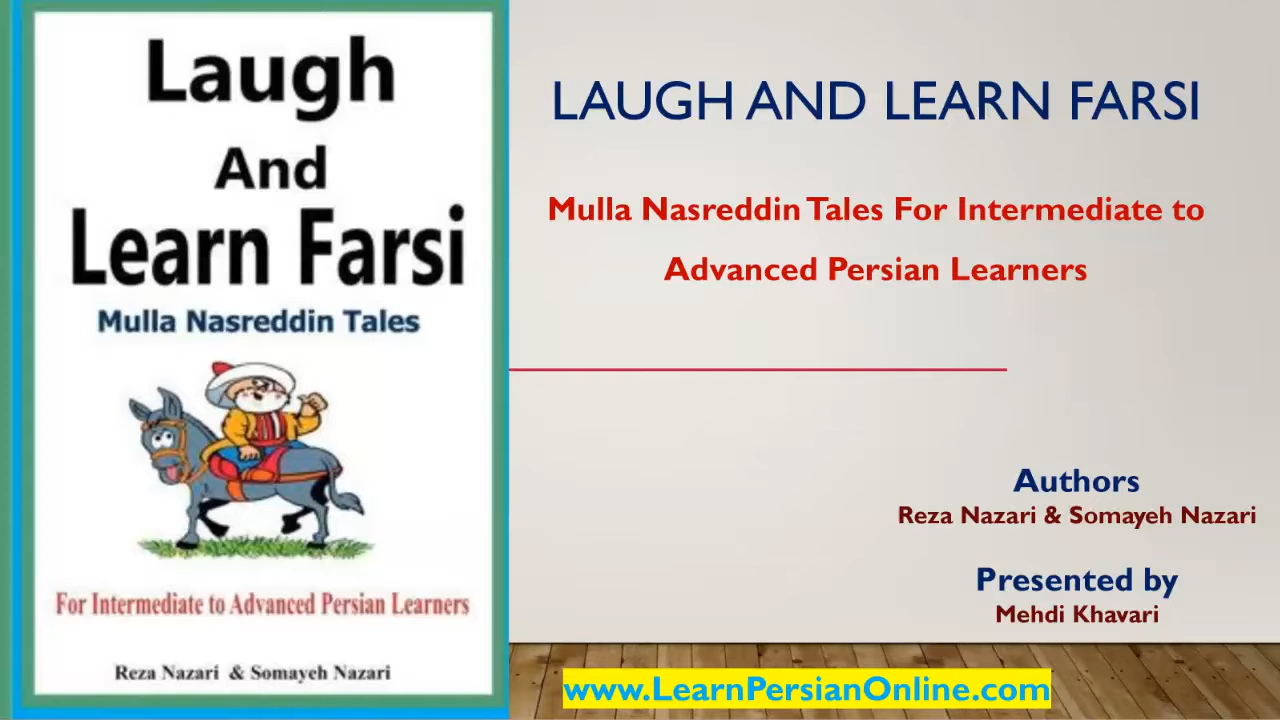 Laugh
And
Learn Farsi
Mulla Nasreddin Tales
For Intermediate to Advanced Persian Learners
Reza Nazari & Somayeh Nazari
LAUGH AND LEARN FARSI
Mulla Nasreddin Tales For Intermediate to
Advanced Persian Learners
Authors
Reza Nazari & Somayeh Nazari
Presented by
Mehdi Khavari
www.LearnPersianOnline.com